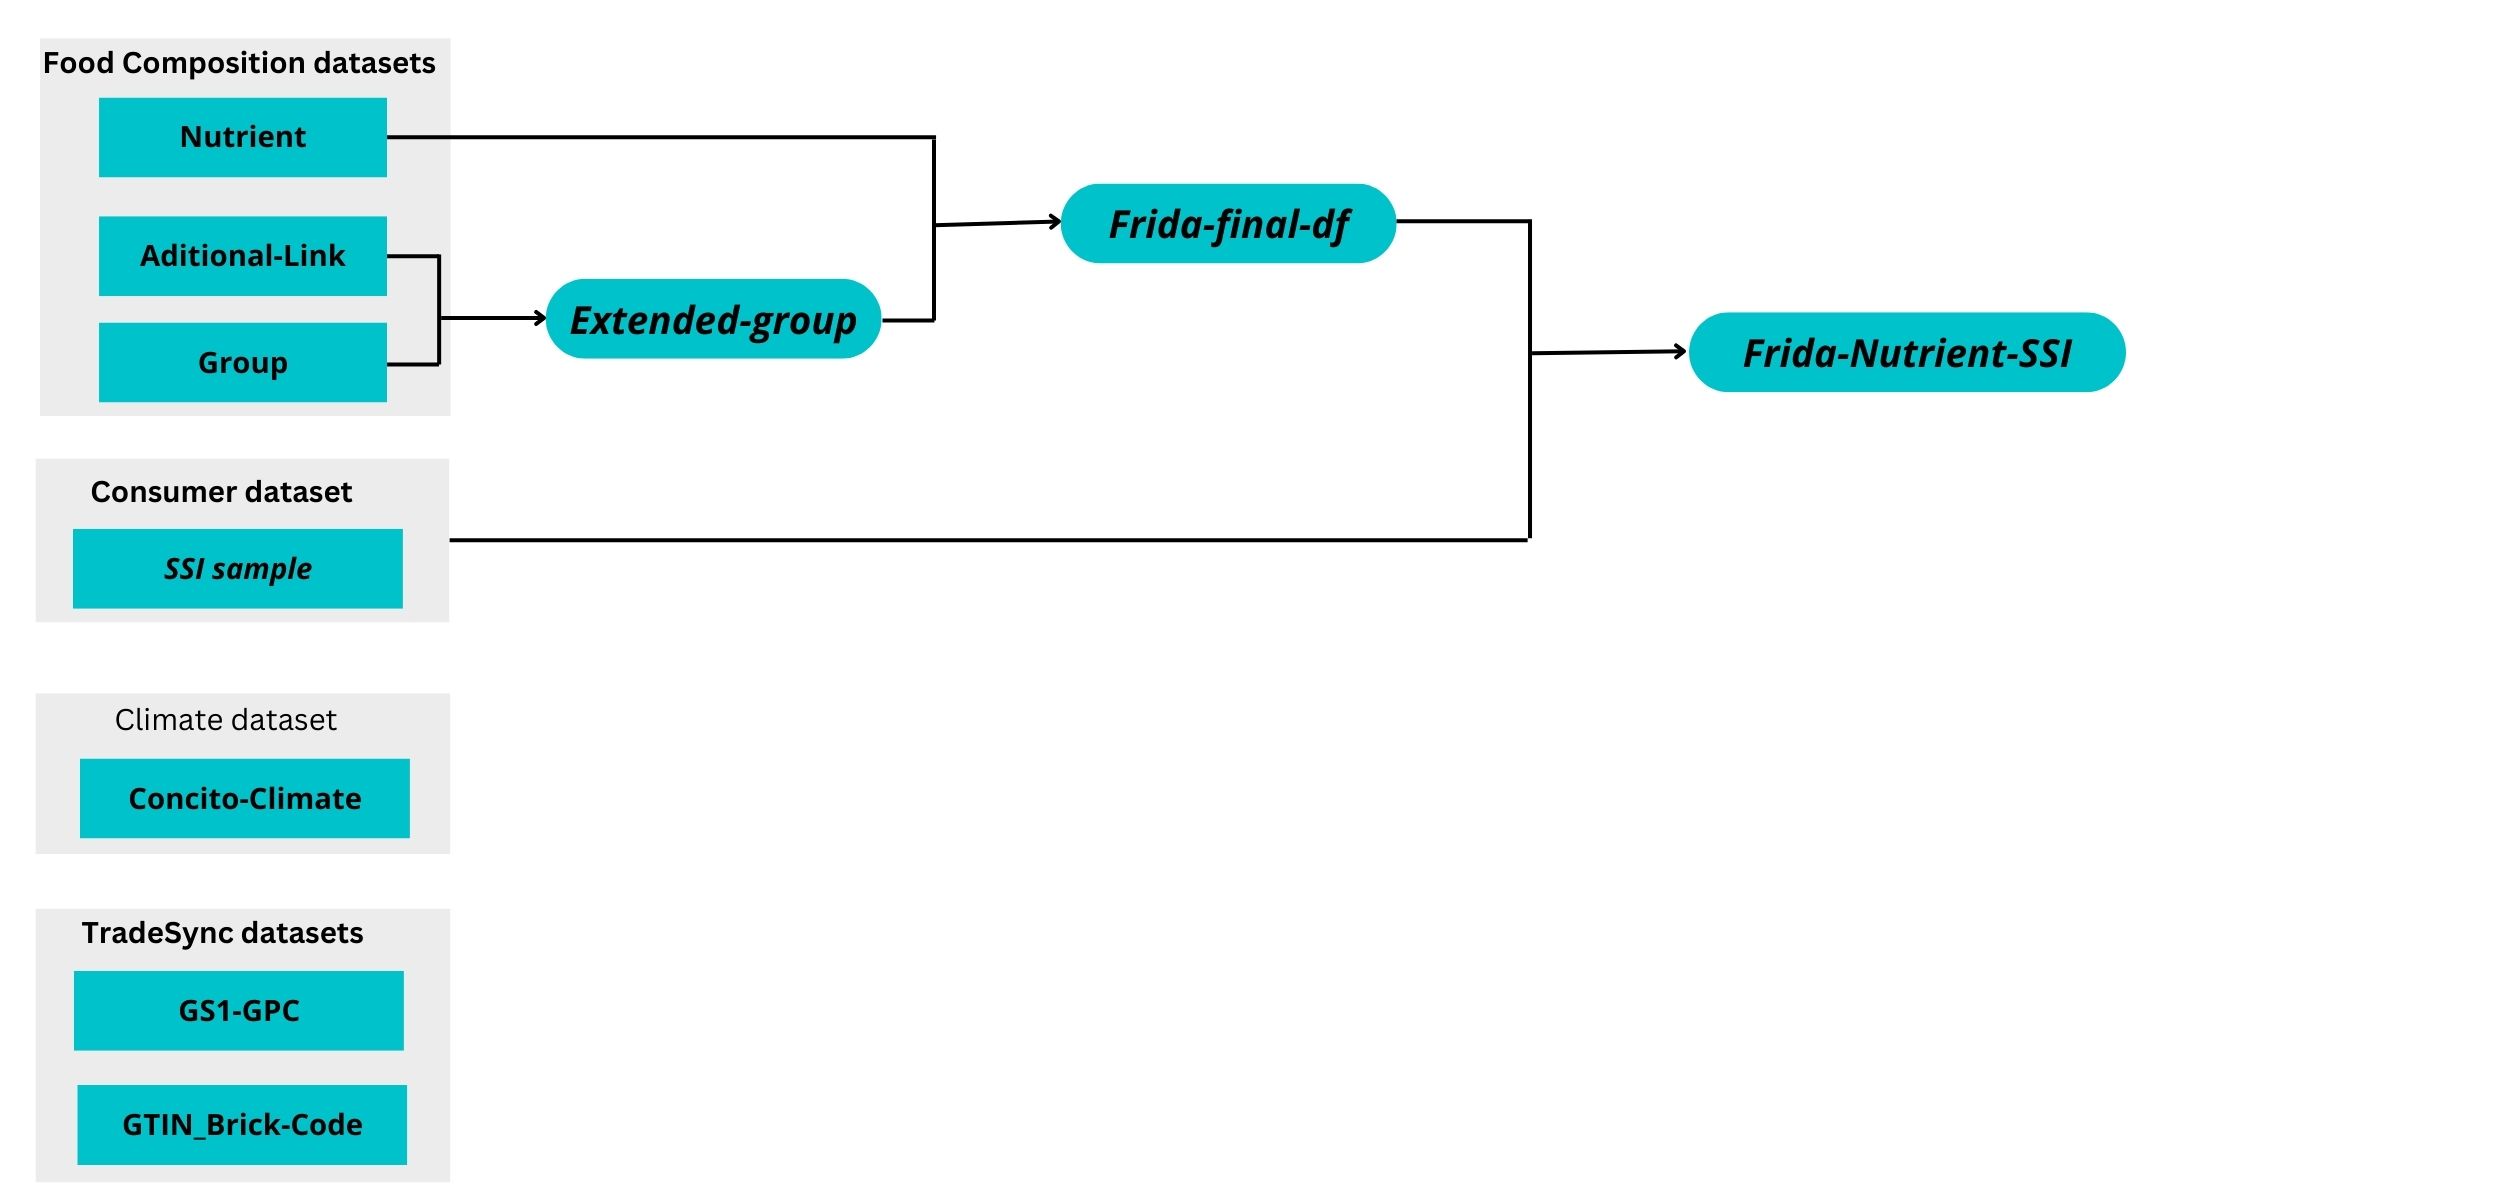 Food Composition datasets
Nutrient
Aditional-Link
Group
Extended-group
Frida-final-df
Frida-Nutrient-SSI
Consumer dataset
SSI sample
Climate dataset
Concito-Climate
TradeSync datasets
GS1-GPC
GTIN_Brick-Code